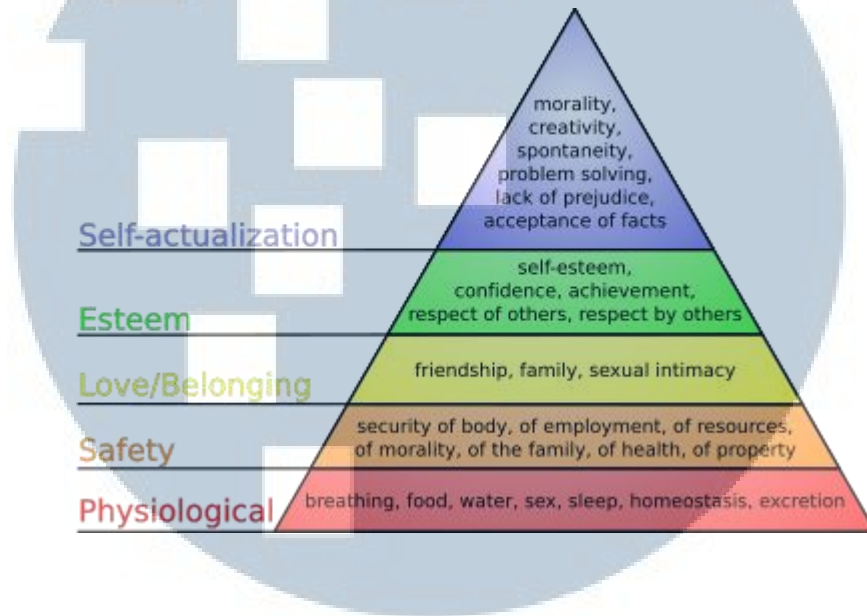 morality,
creativity,
spontaneity,
problem solving,
lack of prejudice,
acceptance of facts
Self-actualization
self-esteem,
confidence, achievement,
respect of others, respect by others
Esteem
friendship, family, sexual intimacy
Love/Belonging
security of body, of employment, of resources,
of morality, of the family, of health, of property
Safety
breathing, food, water, sex, sleep, homeostasis, excretion
Physiological